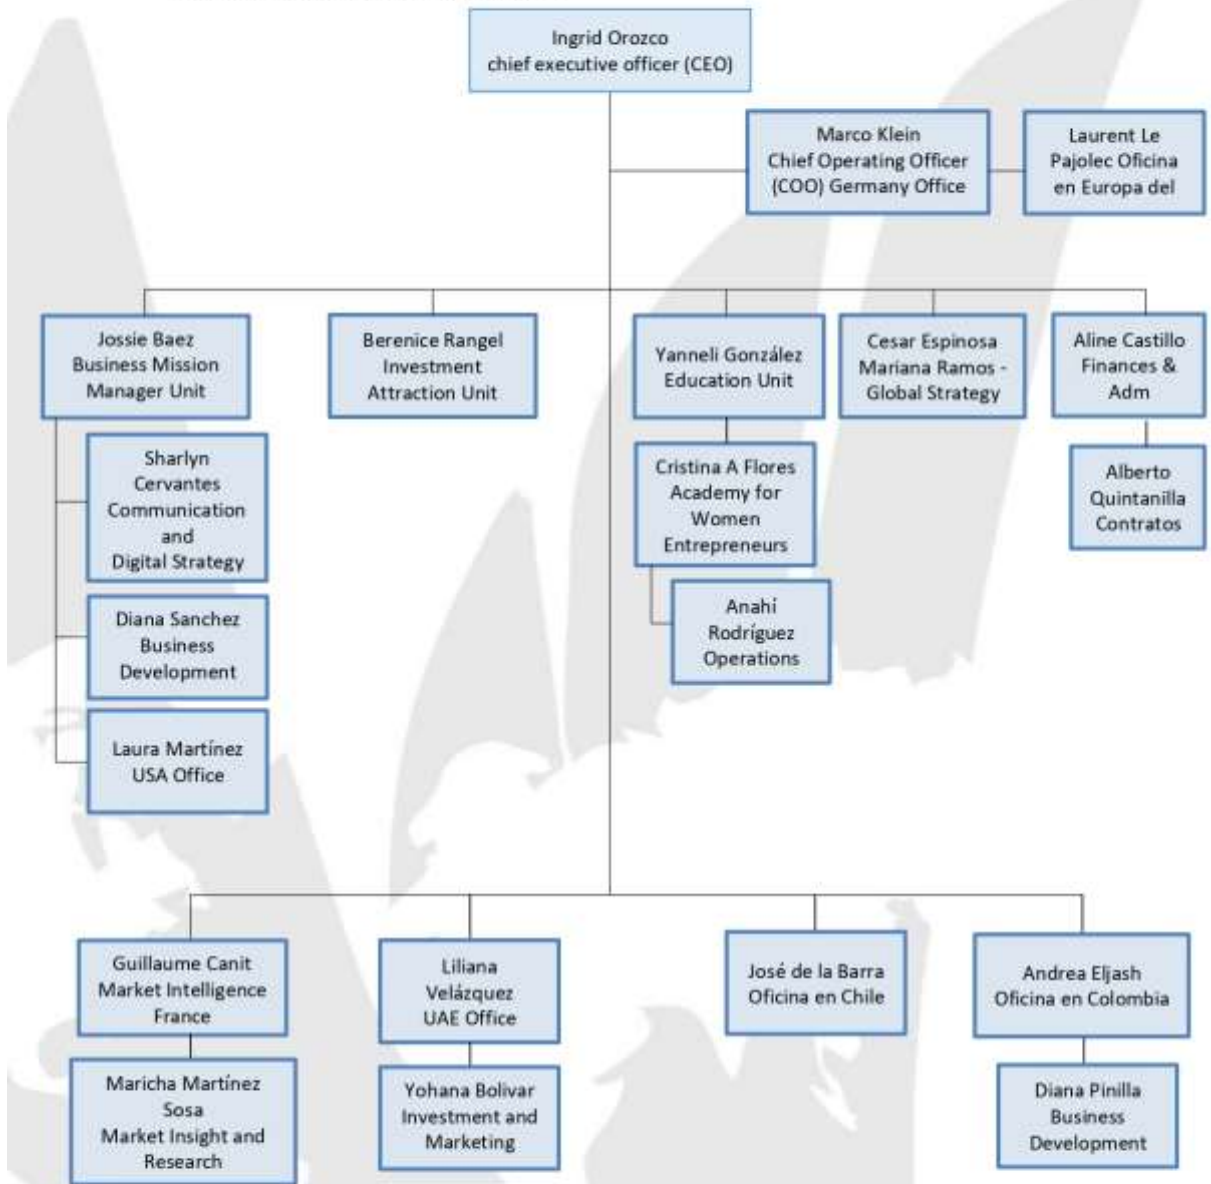 Ingrid Orozco
chief executive officer (CEO)
Marco Klein
Chief Operating Officer
(COO) Germany Office
Laurent Le
Pajolec Oficina
en Europa del
Jossie Baez
Business Mission
Manager Unit
Berenice Rangel
Investment
Attraction Unit
Yanneli González
Education Unit
Cesar Espinosa
Mariana Ramos -
Global Strategy
Aline Castillo
Finances &
Adm
Sharlyn
Cervantes
Communication
and
Digital Strategy
Cristina A Flores
Academy for
Women
Entrepreneurs
Alberto
Quintanilla
Contratos
Diana Sanchez
Business
Development
Anahí
Rodríguez
Operations
Laura Martínez
USA Office
Guillaume Canit
Market Intelligence
France
Liliana
Velázquez
UAE Office
José de la Barra
Oficina en Chile
Andrea Eljash
Oficina en Colombia
Maricha Martínez
Sosa
Market Insight and
Research
Yohana Bolivar
Investment and
Marketing
Diana Pinilla
Business
Development